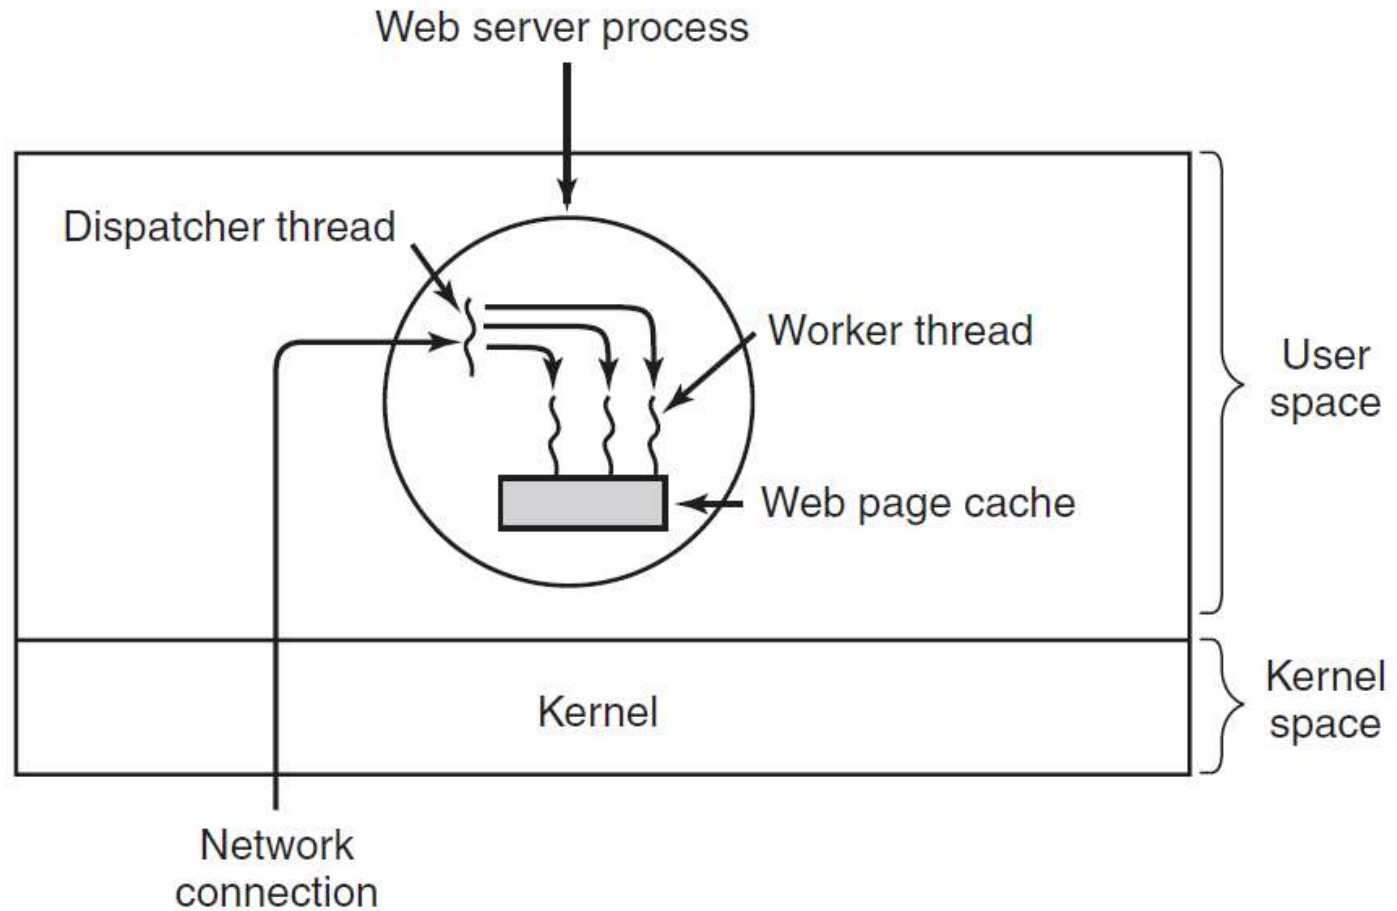 Web server process
Dispatcher thread
Worker thread
User
space
Web page cache
Kernel
Kernel
space
Network
connection